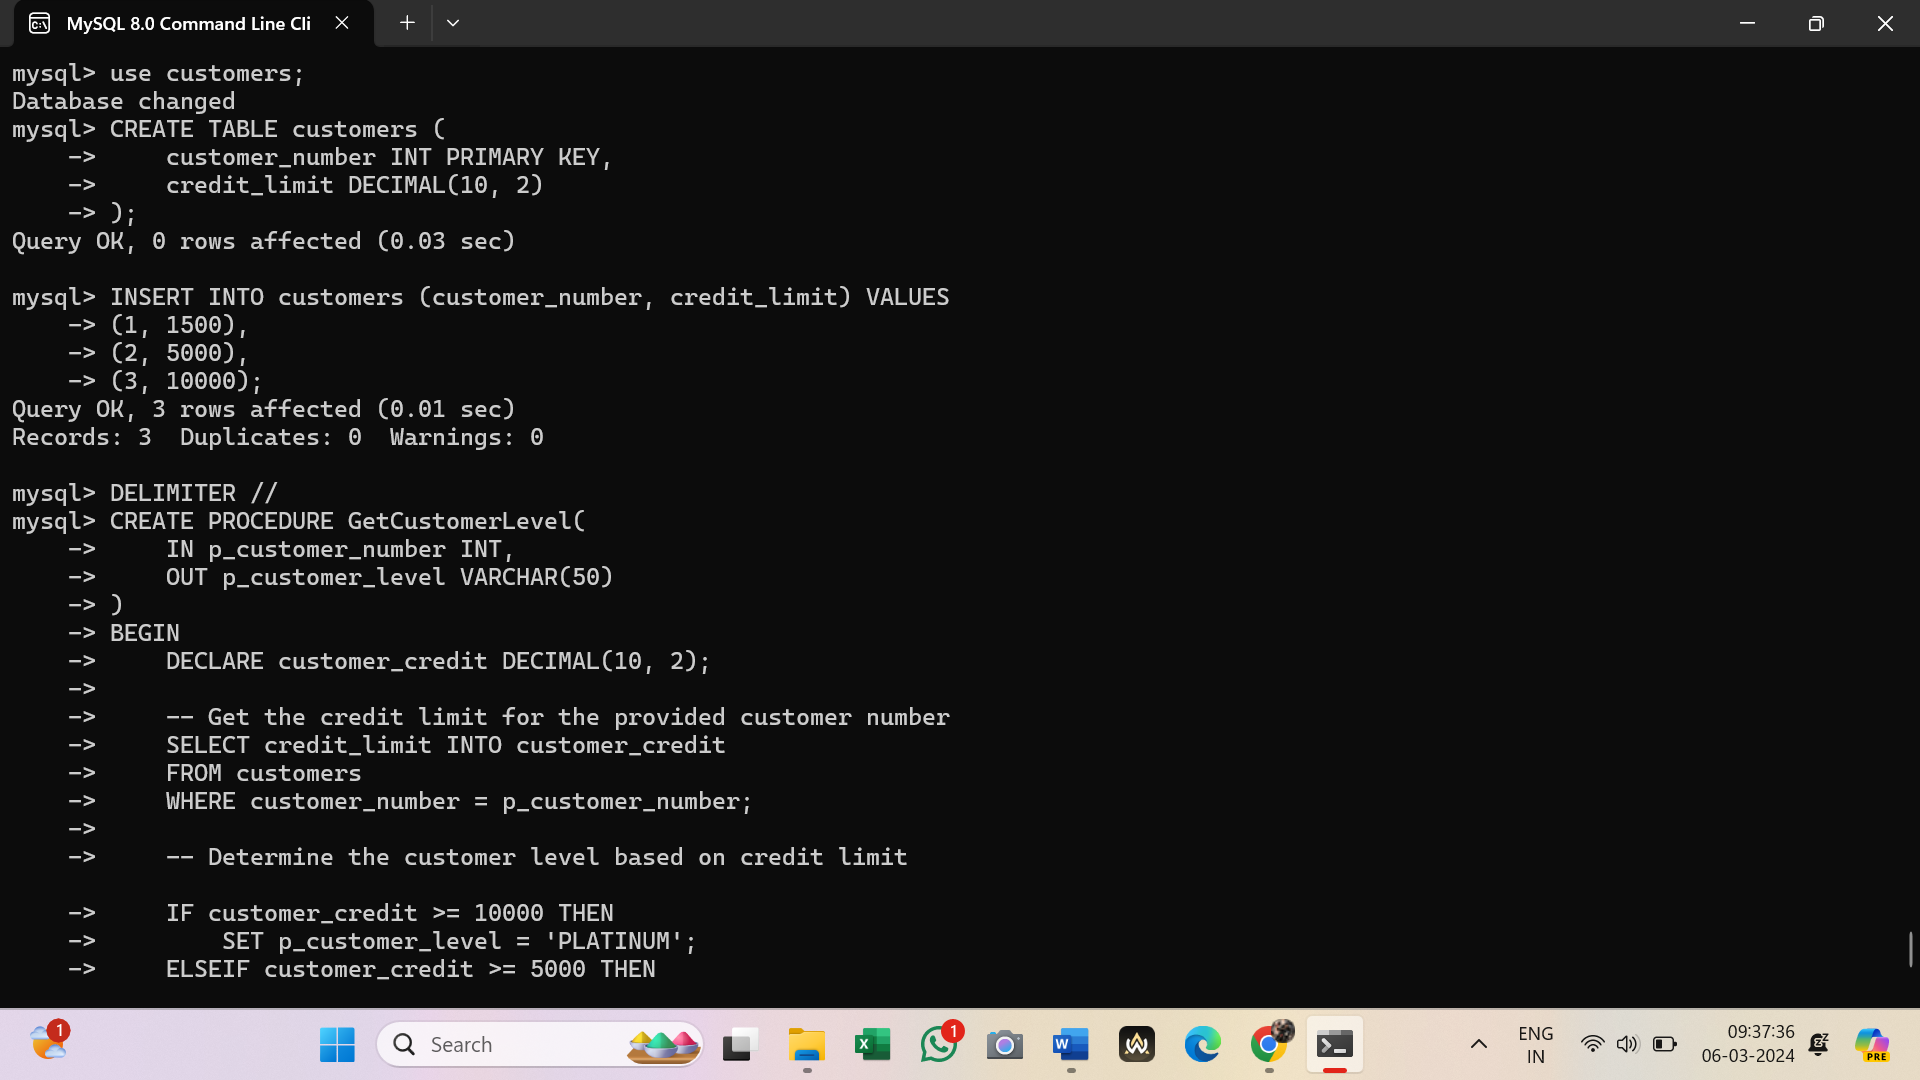 MySQL 8.0 Command Line Cli
mysql> use customers;
Database changed
mysql> CREATE TABLE customers (
    ->     customer_number INT PRIMARY KEY,
    ->     credit_limit DECIMAL(10, 2)
    -> );
Query OK, 0 rows affected (0.03 sec)
mysql> INSERT INTO customers (customer_number, credit_limit) VALUES
    -> (1, 1500),
    -> (2, 5000),
    -> (3, 10000);
Query OK, 3 rows affected (0.01 sec)
Records: 3  Duplicates: 0  Warnings: 0
mysql> DELIMITER //
mysql> CREATE PROCEDURE GetCustomerLevel(
    ->     IN p_customer_number INT,
    ->     OUT p_customer_level VARCHAR(50)
    -> )
    -> BEGIN
    ->     DECLARE customer_credit DECIMAL(10, 2);
    ->
    ->     -- Get the credit limit for the provided customer number
    ->     SELECT credit_limit INTO customer_credit
    ->     FROM customers
    ->     WHERE customer_number = p_customer_number;
    ->
    ->     -- Determine the customer level based on credit limit
    ->     IF customer_credit >= 10000 THEN
    ->         SET p_customer_level = 'PLATINUM';
    ->     ELSEIF customer_credit >= 5000 THEN
1
Search
1
ENG
IN
09:37:36
06-03-2024
PRE